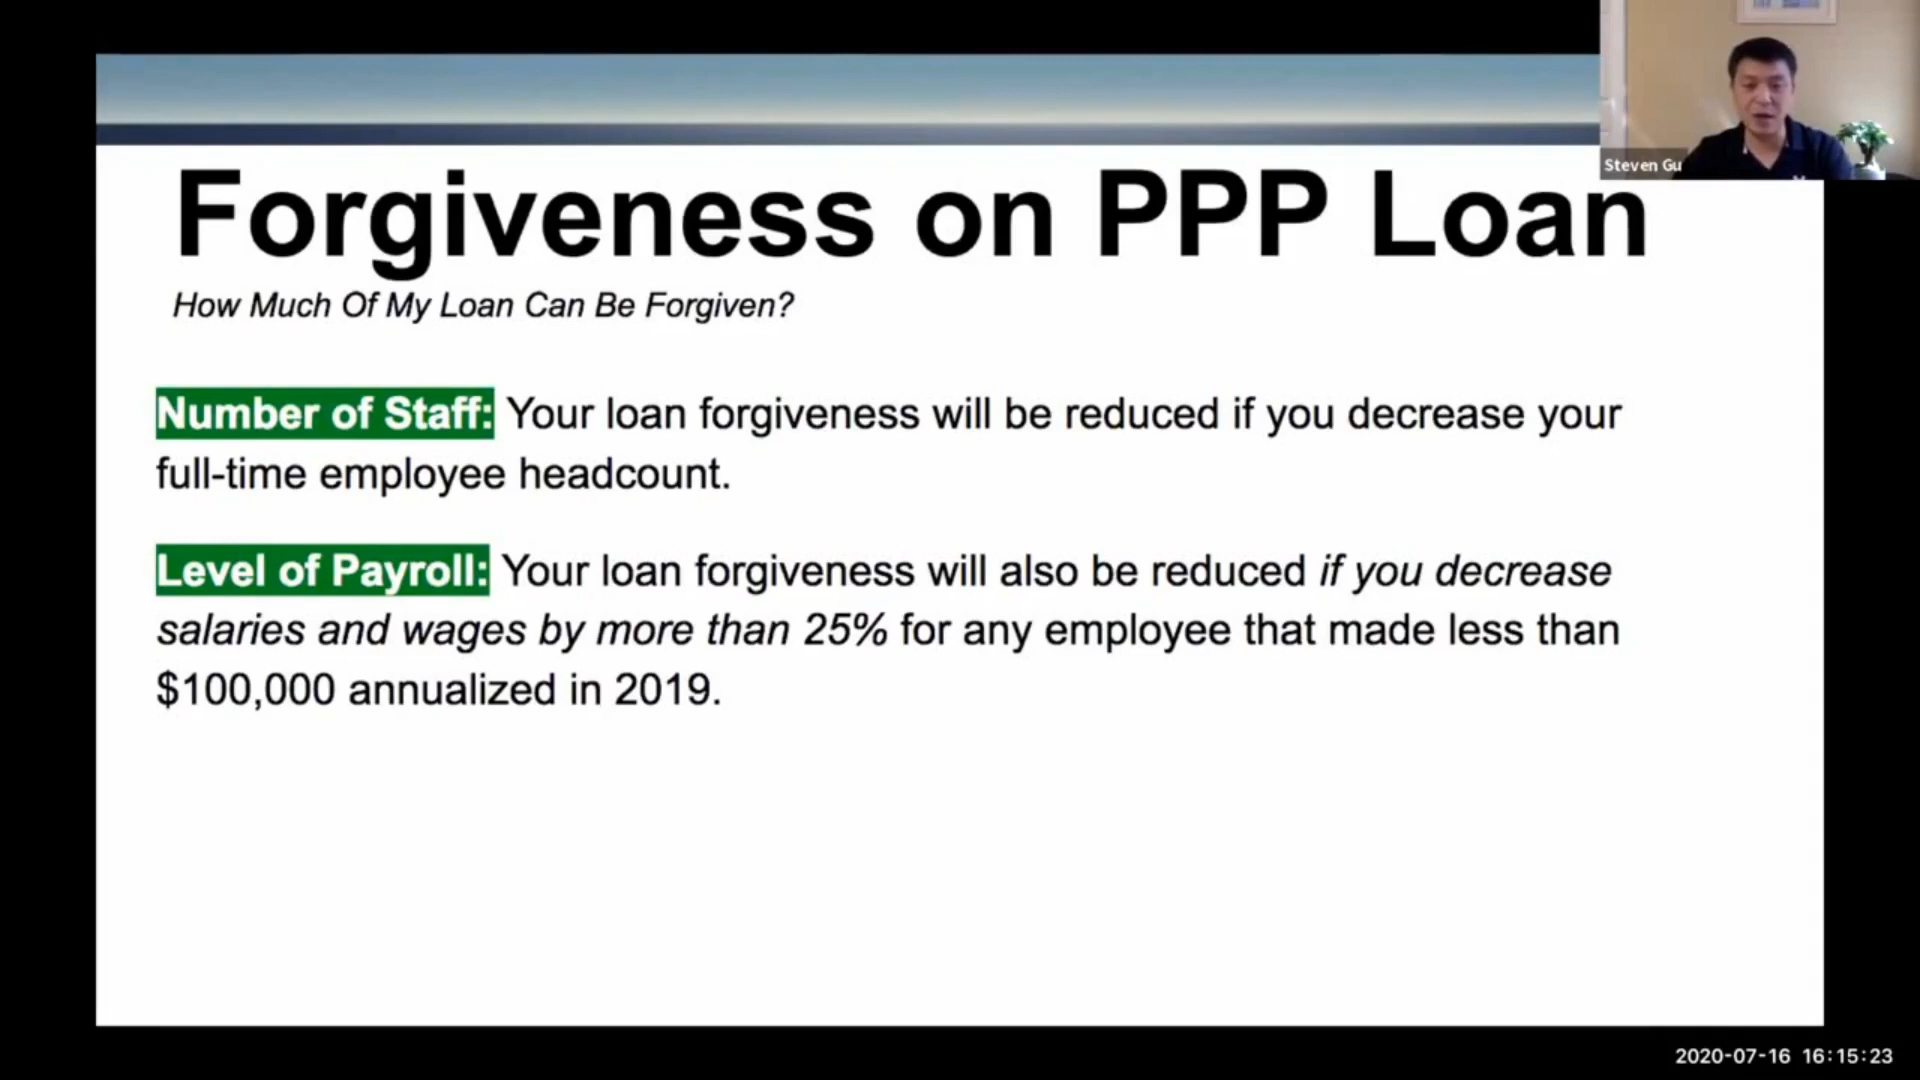 Steven Gu
Forgiveness on PPP Loan
How Much Of My Loan Can Be Forgiven?
Number of Staff: Your loan forgiveness will be reduced if you decrease your
full-time employee headcount.
Level of Payroll: Your loan forgiveness will also be reduced if you decrease
salaries and wages by more than 25% for any employee that made less than
$100,000 annualized in 2019.
2020-07-16 16:15:23